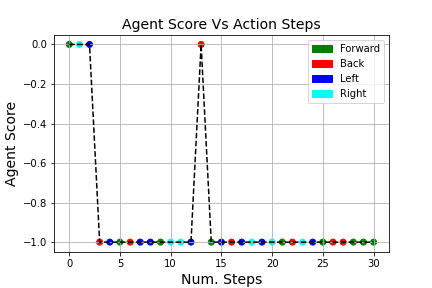 Agent Score Vs Action Steps
0.0
−0.2
−0.4
−0.6
−0.8
−1.0
Agent Score
Forward
Back
Left
Right
0 5 10 15 20 25 30
Num. Steps